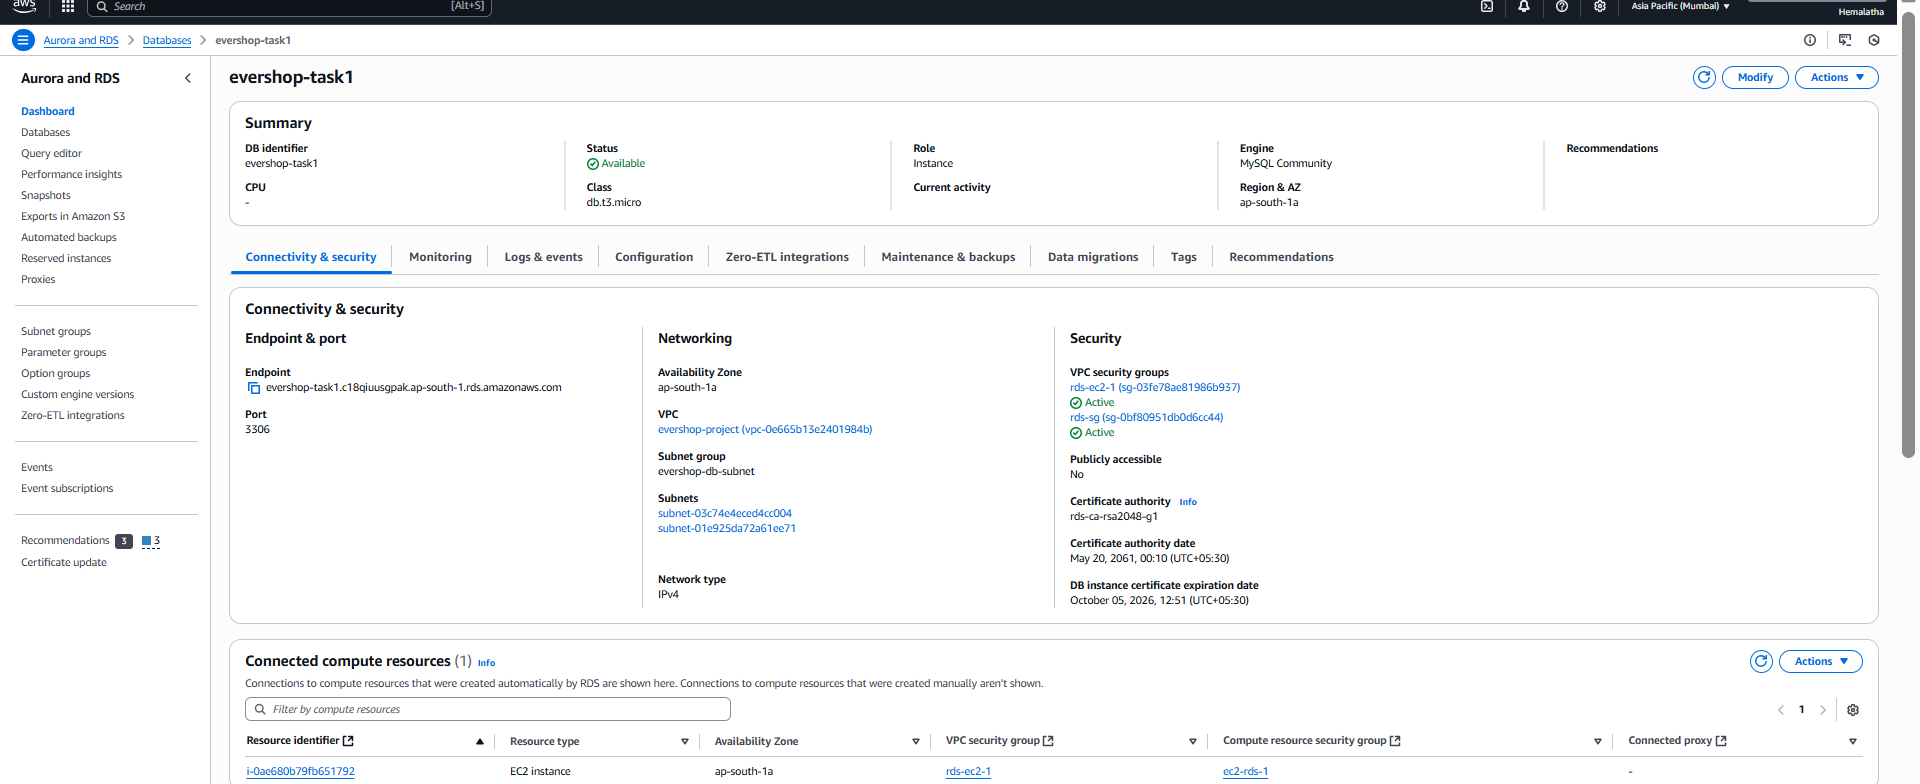 aws
Search
[Alt+S]
Asia Pacific (Mumbai)
Hemalatha
Aurora and RDS
Databases
evershop-task1
Aurora and RDS
Dashboard
Databases
Query editor
Performance insights
Snapshots
Exports in Amazon S3
Automated backups
Reserved instances
Proxies
Subnet groups
Parameter groups
Option groups
Custom engine versions
Zero-ETL integrations
Events
Event subscriptions
Recommendations 3 3
Certificate update
evershop-task1
Modify
Actions
Summary
DB identifier
evershop-task1
CPU
-
Status
Available
Class
db.t3.micro
Role
Instance
Current activity
Engine
MySQL Community
Region & AZ
ap-south-1a
Recommendations
Connectivity & security
Monitoring
Logs & events
Configuration
Zero-ETL integrations
Maintenance & backups
Data migrations
Tags
Recommendations
Connectivity & security
Endpoint & port
Endpoint
evershop-task1.c18qiuusgpak.ap-south-1.rds.amazonaws.com
Port
3306
Networking
Availability Zone
ap-south-1a
VPC
evershop-project (vpc-0e665b13e2401984b)
Subnet group
evershop-db-subnet
Subnets
subnet-03c74e4eced4cc004
subnet-01e925da72a61ee71
Network type
IPv4
Security
VPC security groups
rds-ec2-1 (sg-03fe78ae81986b937)
Active
rds-sg (sg-0bf80951db0d6cc44)
Active
Publicly accessible
No
Certificate authority Info
rds-ca-rsa2048-g1
Certificate authority date
May 20, 2061, 00:10 (UTC+05:30)
DB instance certificate expiration date
October 05, 2026, 12:51 (UTC+05:30)
Connected compute resources (1) Info
Actions
Connections to compute resources that were created automatically by RDS are shown here. Connections to compute resources that were created manually aren't shown.
Filter by compute resources
1
Resource identifier
Resource type
Availability Zone
VPC security group
Compute resource security group
Connected proxy
i-0ae680b79fb651792
EC2 instance
ap-south-1a
rds-ec2-1
ec2-rds-1
-